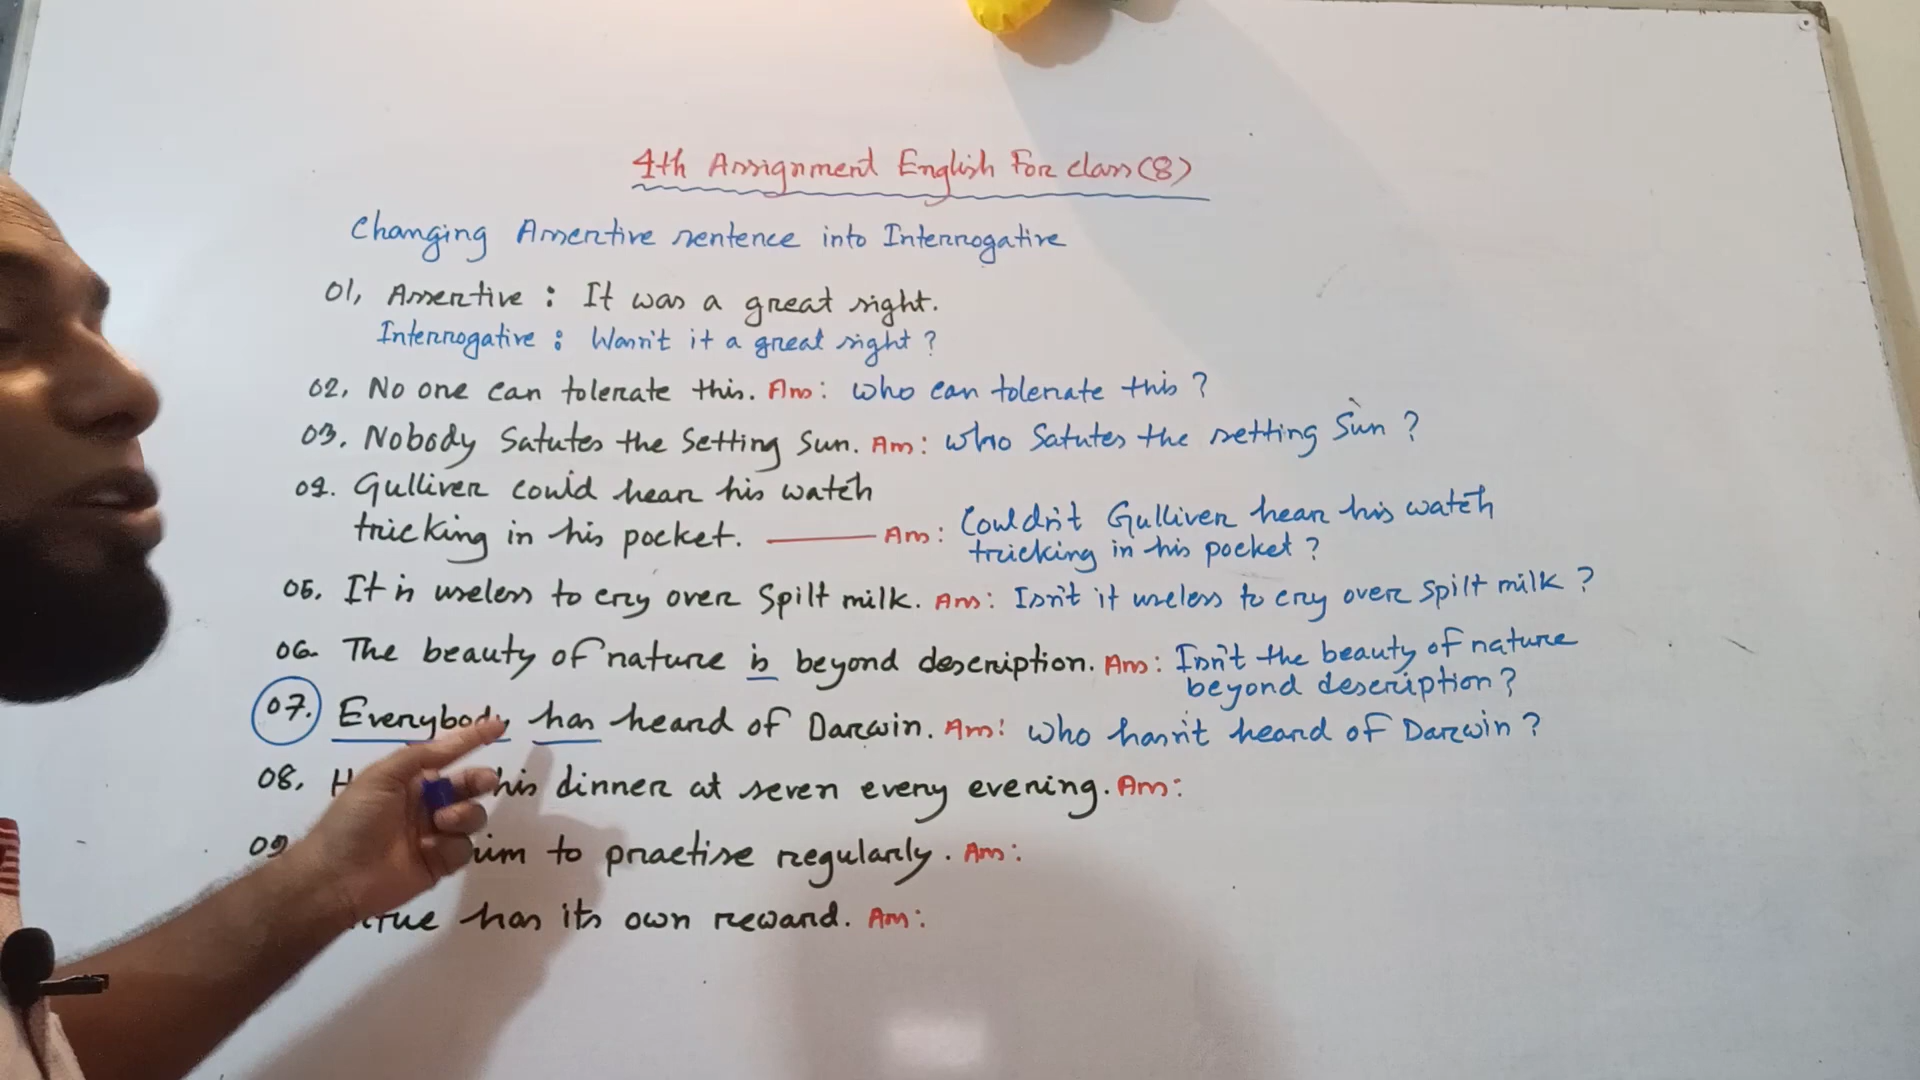 4th Assignment English For class (8)
Changing Assertive sentence into Interrogative
01, Assertive : It was a great sight.
Interrogative : Wasn't it a great sight ?
02. No one can tolerate this. Ans : who can tolerate this ?
03. Nobody Salutes the Setting Sun. Ans : who Salutes the setting Sun ?
04. Gulliver could hear his watch
tricking in his pocket. Ans : Couldn't Gulliver hear his watch
tricking in his pocket ?
05. It is useless to cry over Spilt milk. Ans : Isn't it useless to cry over spilt milk ?
06. The beauty of nature is beyond description. Ans : Isn't the beauty of nature
beyond description ?
07. Everybody has heard of Darwin. Ans : who hasn't heard of Darwin ?
08. his dinner at seven every evening. Ans :
09 to practise regularly. Ans :
has its own reward. Ans :